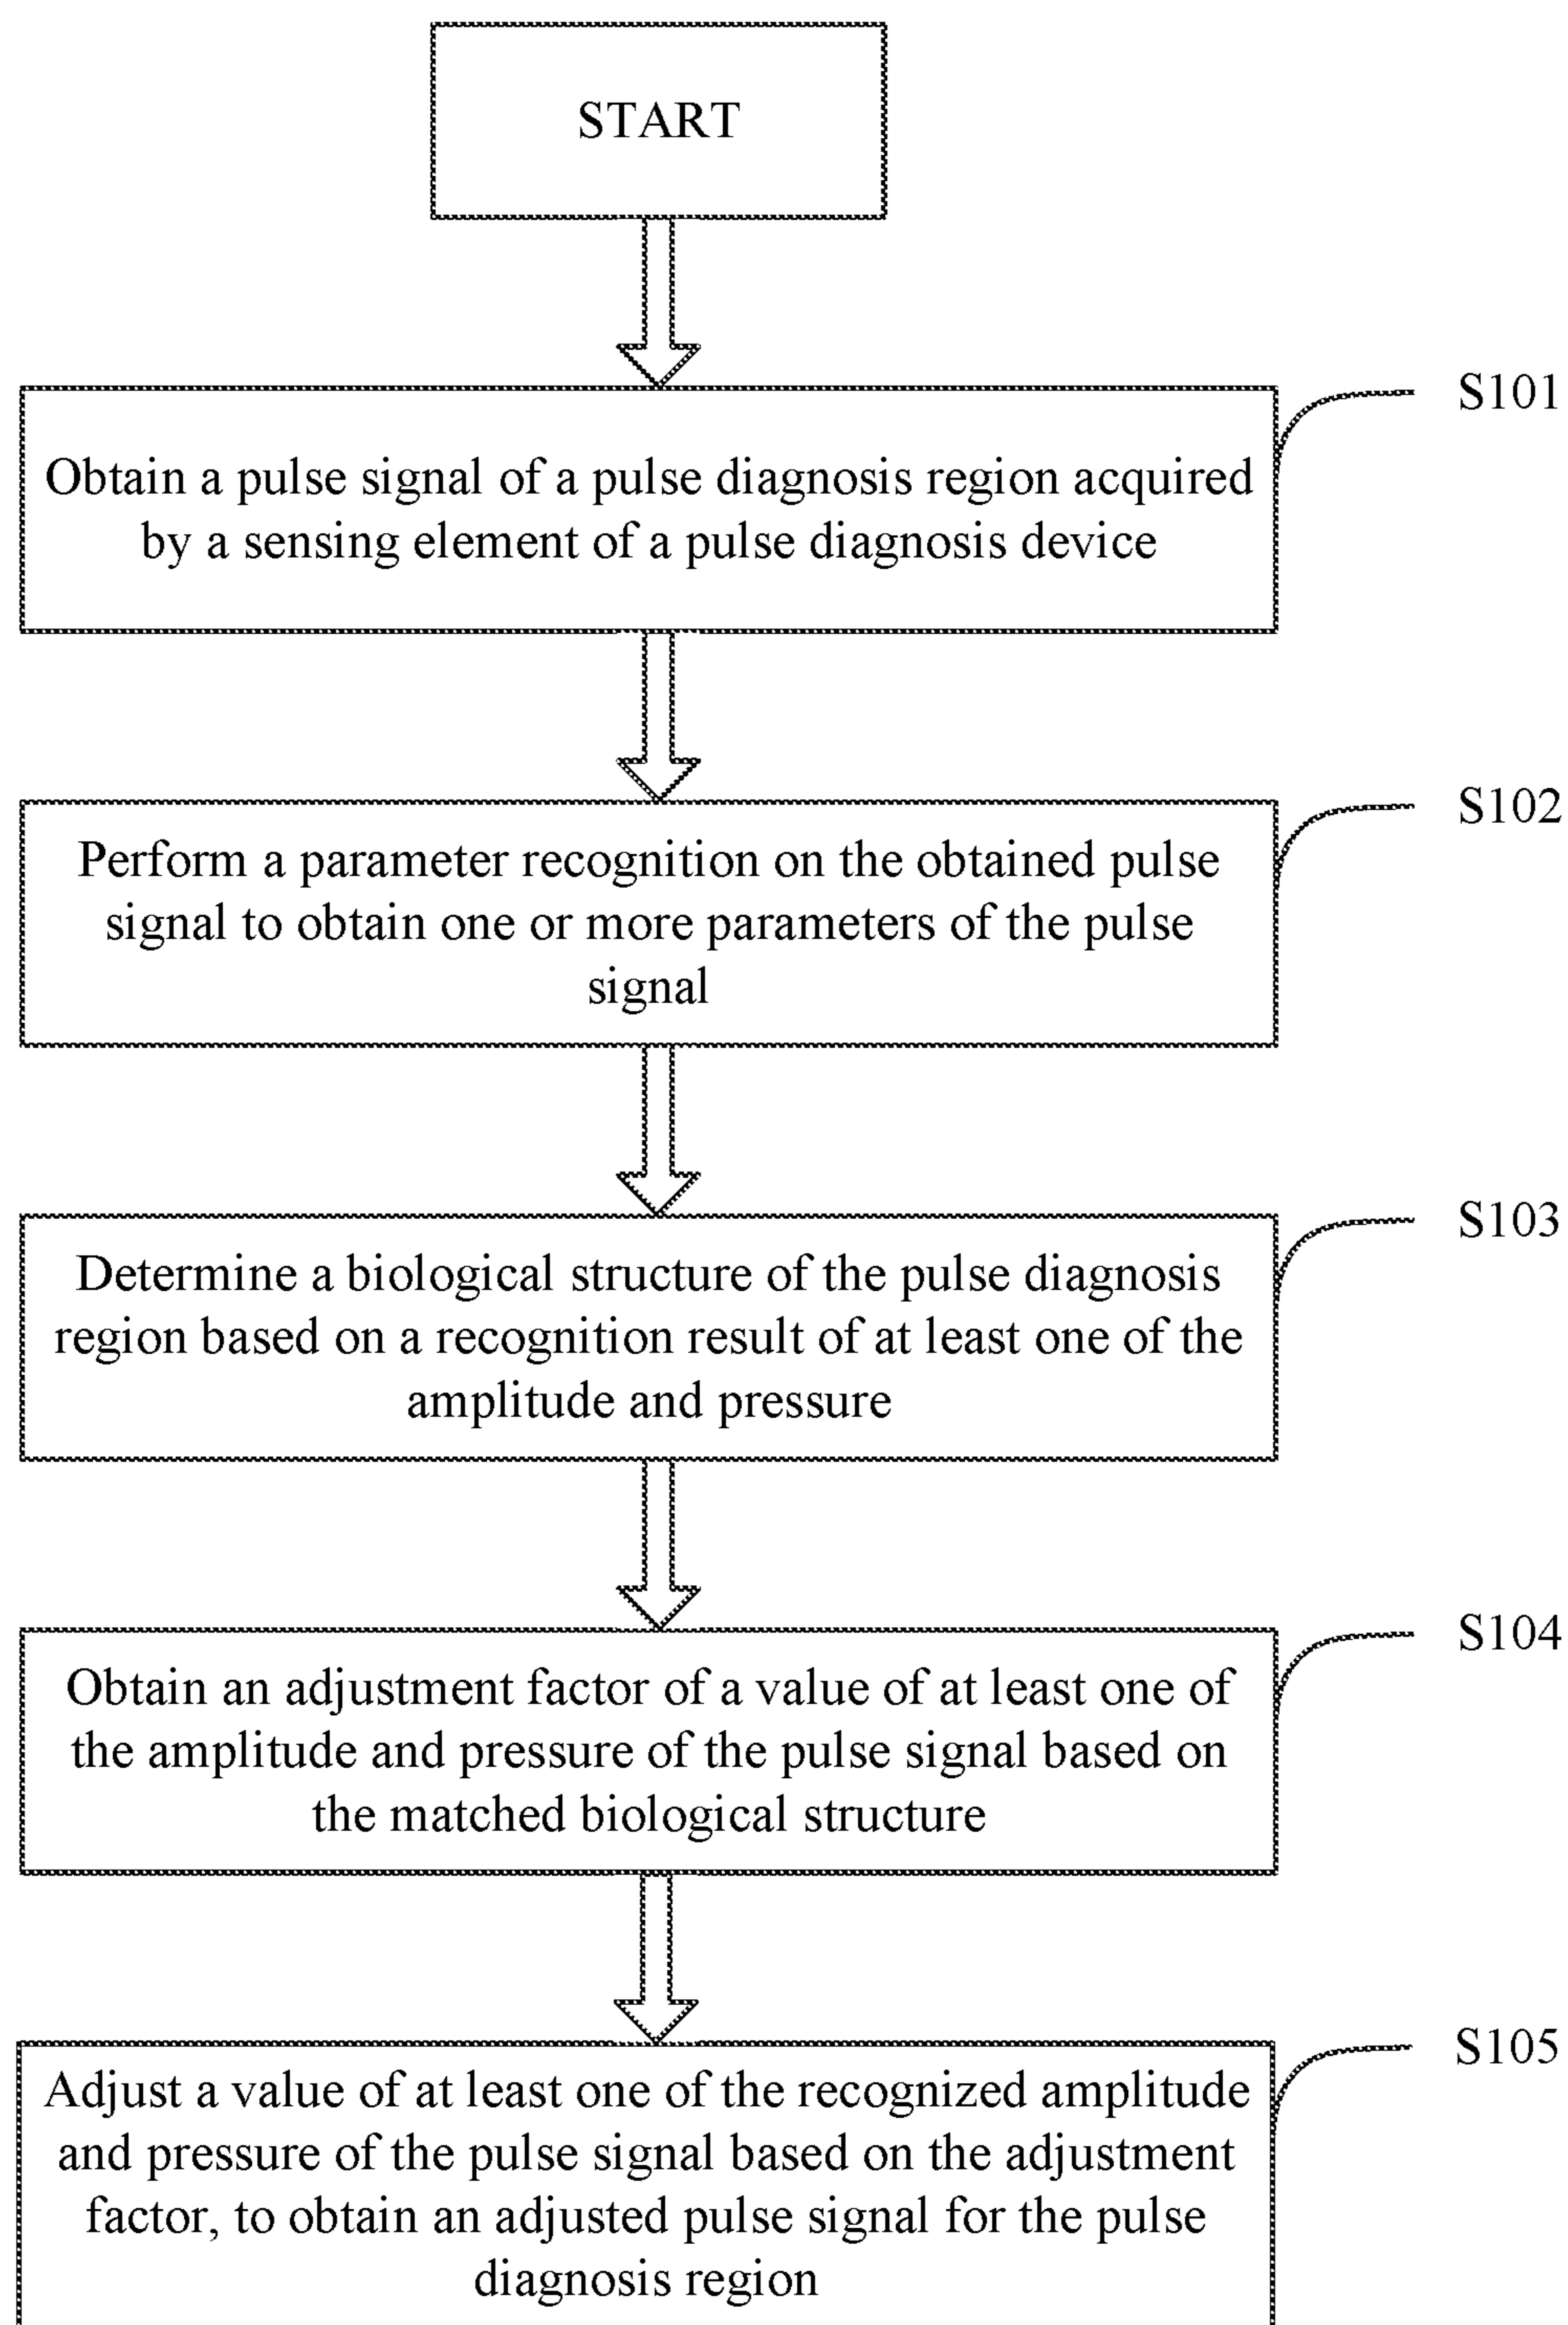 START
S101
Obtain a pulse signal of a pulse diagnosis region acquired
by a sensing element of a pulse diagnosis device
S102
Perform a parameter recognition on the obtained pulse
signal to obtain one or more parameters of the pulse
signal
S103
Determine a biological structure of the pulse diagnosis
region based on a recognition result of at least one of the
amplitude and pressure
S104
Obtain an adjustment factor of a value of at least one of
the amplitude and pressure of the pulse signal based on
the matched biological structure
S105
Adjust a value of at least one of the recognized amplitude
and pressure of the pulse signal based on the adjustment
factor, to obtain an adjusted pulse signal for the pulse
diagnosis region